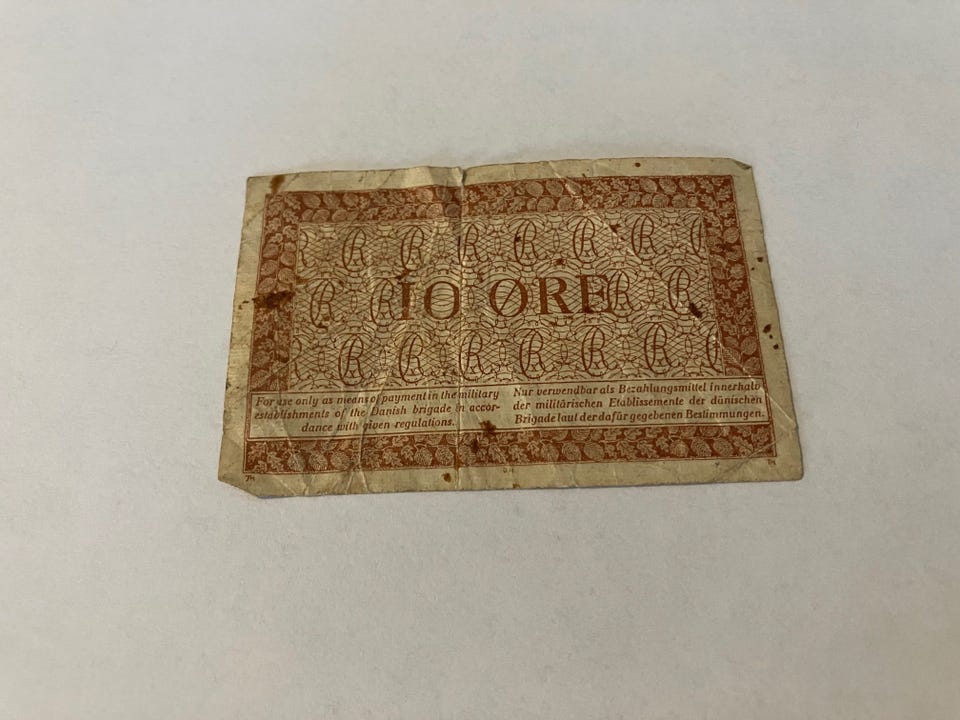 10 ØRE
For use only as means of payment in the military
establishments of the Danish brigade in accor-
dance with given regulations.
Nur verwendbar als Bezahlungsmittel innerhalb
der militärischen Etablissemente der dänischen
Brigade laut der dafür gegebenen Bestimmungen.